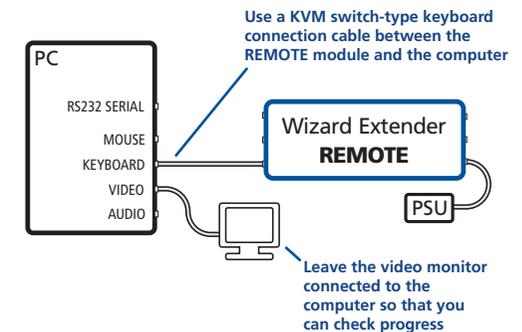 Use a KVM switch-type keyboard
connection cable between the
REMOTE module and the computer
PC
RS232 SERIAL
MOUSE
KEYBOARD
VIDEO
AUDIO
Wizard Extender
REMOTE
PSU
Leave the video monitor
connected to the
computer so that you
can check progress